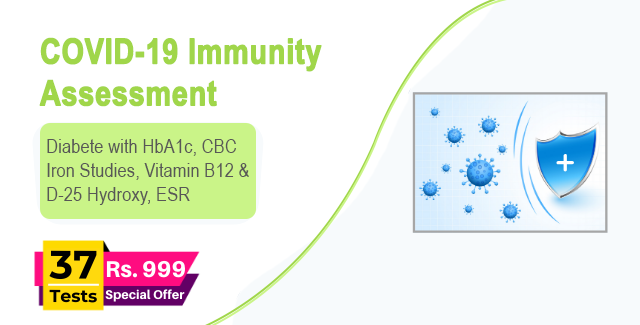 COVID-19 Immunity
Assessment
Diabete with HbA1c, CBC
Iron Studies, Vitamin B12 &
D-25 Hydroxy, ESR
37
Tests
Rs. 999
Special Offer